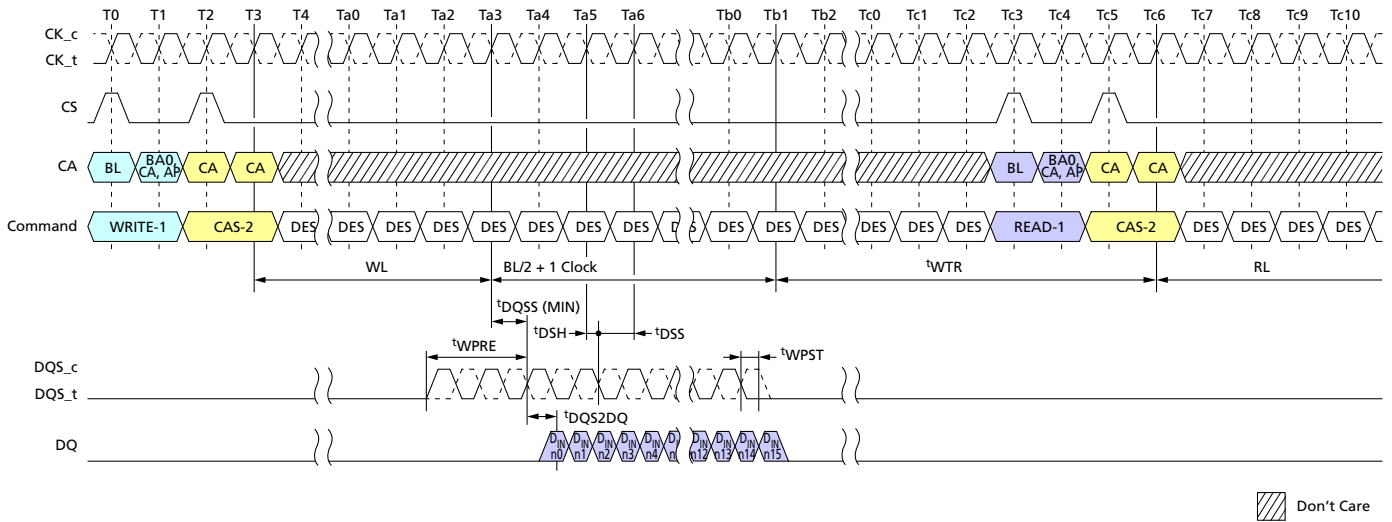 T0 T1 T2 T3 T4 Ta0 Ta1 Ta2 Ta3 Ta4 Ta5 Ta6 Tb0 Tb1 Tb2 Tc0 Tc1 Tc2 Tc3 Tc4 Tc5 Tc6 Tc7 Tc8 Tc9 Tc10
CK_c
CK_t
CS
CA BL BA0, CA, AP CA CA BL BA0, CA, AP CA CA
Command WRITE-1 CAS-2 DES DES DES DES DES DES DES DES DES DES DES DES DES DES READ-1 CAS-2 DES DES DES DES
WL BL/2 + 1 Clock tWTR RL
tDQSS (MIN)
tDSH tDSS
tWPRE tWPST
DQS_c
DQS_t
tDQS2DQ
DQ DIN n0 DIN n1 DIN n2 DIN n3 DIN n4 DIN n12 DIN n13 DIN n14 DIN n15
Don't Care